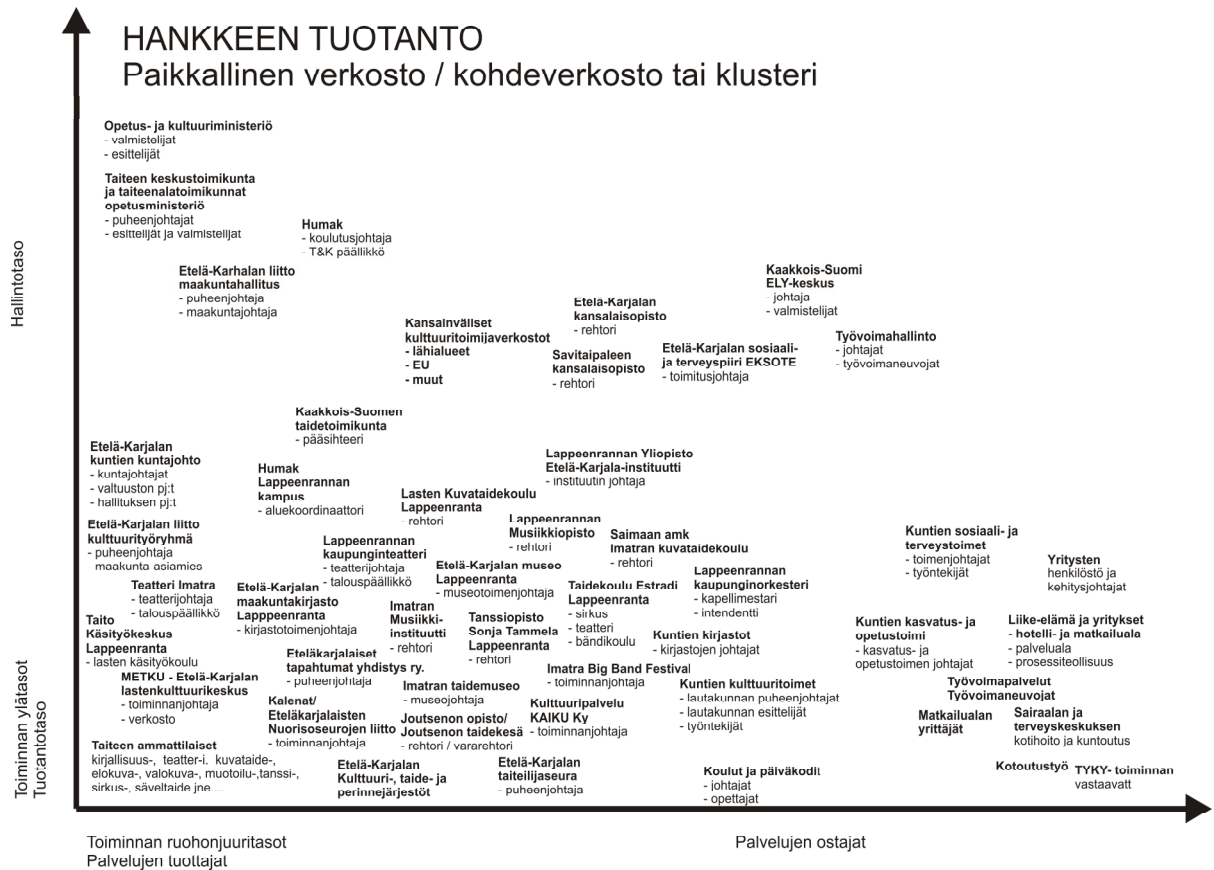 HANKKEEN TUOTANTO
Paikkallinen verkosto / kohdeverkosto tai klusteri
Hallintotaso
Toiminnan ylätasot
Tuotantotaso
Opetus- ja kultuuriministeriö
- valmistelijat
- esittelijät
Taiteen keskustoimikunta
ja taiteenalatoimikunnat
opetusministeriö
- puheenjohtajat
- esittelijät ja valmistelijat
Humak
- koulutusjohtaja
- T&K päällikkö
Etelä-Karhalan liitto
maakuntahallitus
- puheenjohtaja
- maakuntajohtaja
Kansainväliset
kulttuuritoimijaverkostot
- lähialueet
- EU
- muut
Etelä-Karjalan
kansalaisopisto
- rehtori
Savitaipaleen
kansalaisopisto
- rehtori
Etelä-Karjalan sosiaali-
ja terveyspiiri EKSOTE
- toimitusjohtaja
Kaakkois-Suomi
ELY-keskus
- johtaja
- valmistelijat
Työvoimahallinto
- johtajat
- työvoimaneuvojat
Kaakkois-Suomen
taidetoimikunta
- pääsihteeri
Etelä-Karjalan
kuntien kuntajohto
- kuntajohtajat
- valtuuston pj:t
- hallituksen pj:t
Humak
Lappeenrannan
kampus
- aluekoordinaattori
Lasten Kuvataidekoulu
Lappeenranta
- rehtori
Lappeenrannan Yliopisto
Etelä-Karjala-instituutti
- instituutin johtaja
Etelä-Karjalan liitto
kulttuurityöryhmä
- puheenjohtaja
maakunta asiamies
Lappeenrannan
kaupunginteatteri
- teatterijohtaja
- talouspäällikkö
Lappeenrannan
Musiikkiopisto
- rehtori
Saimaan amk
Imatran kuvataidekoulu
- rehtori
Etelä-Karjalan museo
Lappeenranta
- museotoimenjohtaja
Lappeenrannan
kaupunginorkesteri
- kapellimestari
- intendentti
Kuntien sosiaali- ja
terveystoimet
- toimenjohtajat
- työntekijät
Yritysten
henkilöstö ja
kehitysjohtajat
Teatteri Imatra
- teatterijohtaja
- talouspäällikkö
Etelä-Karjalan
maakuntakirjasto
Lapppeenranta
- kirjastotoimenjohtaja
Imatran
Musiikki-
instituutti
- rehtori
Tanssiopisto
Sonja Tammela
Lappeenranta
- rehtori
Taidekoulu Estradi
Lappeenranta
- sirkus
- teatteri
- bändikoulu
Kuntien kirjastot
- kirjastojen johtajat
Kuntien kasvatus- ja
opetustoimi
- kasvatus- ja
opetustoimen johtajat
Liike-elämä ja yritykset
- hotelli- ja matkailuala
- palveluala
- prosessiteollisuus
Taito
Käsityökeskus
Lappeenranta
- lasten käsityökoulu
Eteläkarjalaiset
tapahtumat yhdistys ry.
- puheenjohtaja
Imatra Big Band Festival
- toiminnanjohtaja
METKU - Etelä-Karjalan
lastenkulttuurikeskus
- toiminnanjohtaja
- verkosto
Imatran taidemuseo
- museojohtaja
Kuntien kulttuuritoimet
- lautakunnan puheenjohtajat
- lautakunnan esittelijät
- työntekijät
Työvoimapalvelut
Työvoimaneuvojat
Kalenat/
Eteläkarjalaisten
Nuorisoseurojen liitto
- toiminnanjohtaja
Joutsenon opisto/
Joutsenon taidekesä
- rehtori / vararehtori
Kulttuuripalvelu
KAIKU Ky
- toiminnanjohtaja
Matkailualan
yrittäjät
Sairaalan ja
terveyskeskuksen
kotihoito ja kuntoutus
Taiteen ammattilaiset
kirjallisuus-, teatter-i. kuvataide-,
elokuva-, valokuva-, muotoilu-,tanssi-,
sirkus-, säveltaide jne....
Etelä-Karjalan
Kulttuuri-, taide- ja
perinnejärjestöt
Etelä-Karjalan
taiteilijaseura
- puheenjohtaja
Koulut ja päiväkodit
- johtajat
- opettajat
Kotoutustyö
TYKY- toiminnan
vastaavatt
Toiminnan ruohonjuuritasot
Palvelujen tuottajat
Palvelujen ostajat